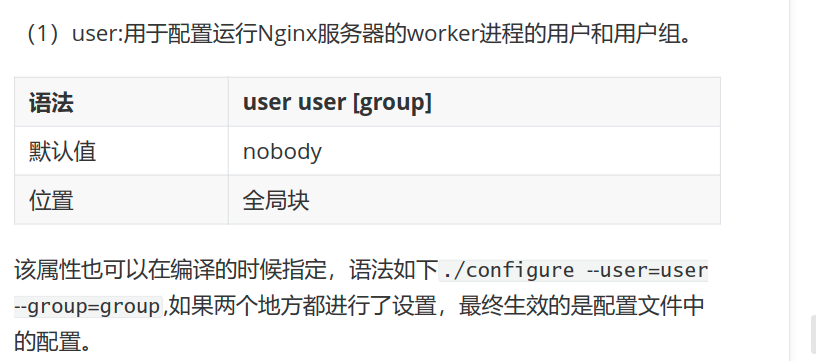 （1）user:用于配置运行Nginx服务器的worker进程的用户和用户组。
语法 user user [group]
默认值 nobody
位置 全局块
该属性也可以在编译的时候指定，语法如下./configure --user=user
--group=group,如果两个地方都进行了设置，最终生效的是配置文件中
的配置。